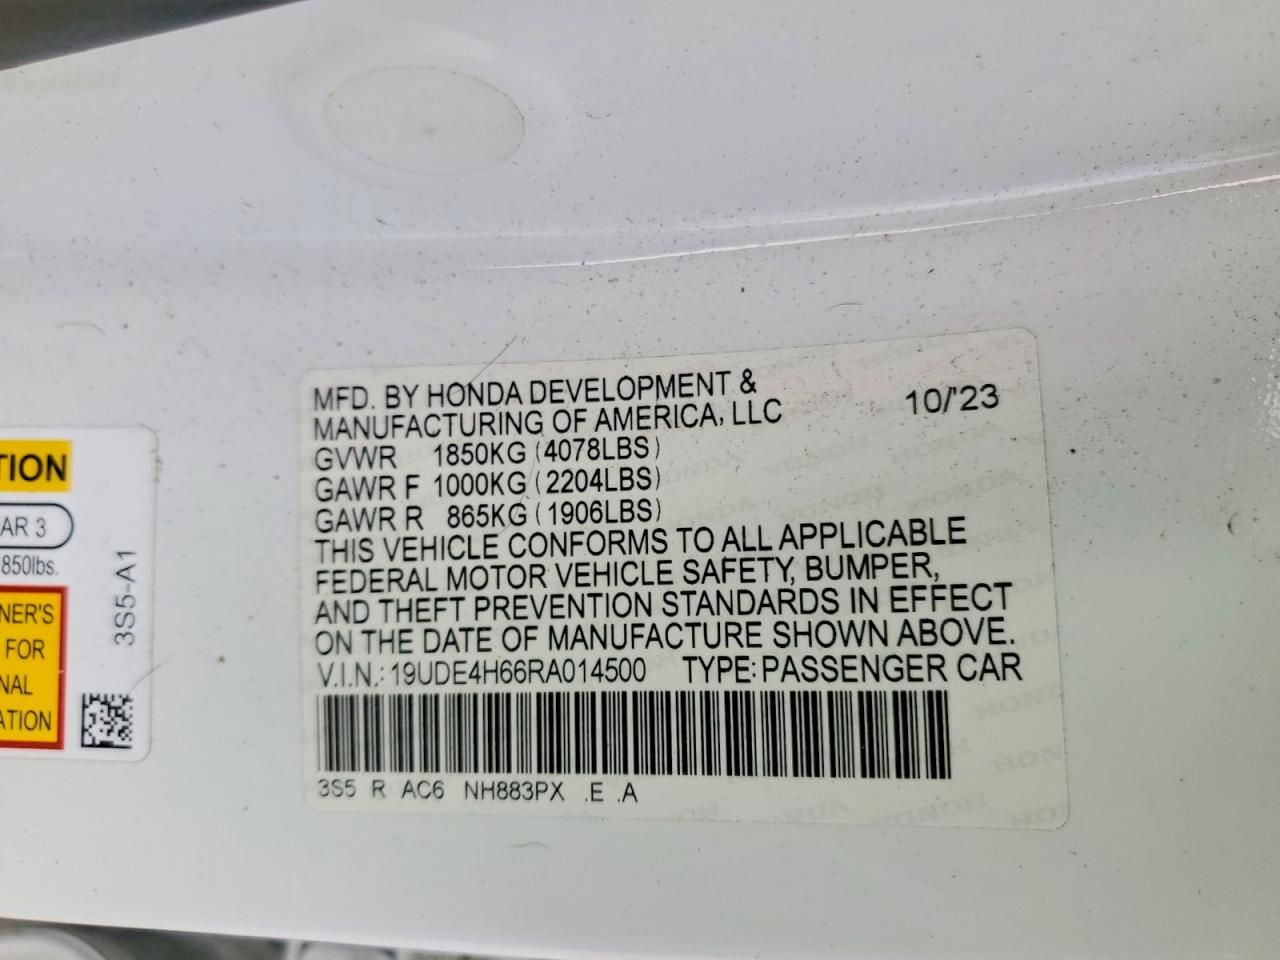 MFD. BY HONDA DEVELOPMENT &
MANUFACTURING OF AMERICA, LLC 10/'23
GVWR 1850KG (4078LBS)
GAWR F 1000KG (2204LBS)
GAWR R 865KG (1906LBS)
THIS VEHICLE CONFORMS TO ALL APPLICABLE
FEDERAL MOTOR VEHICLE SAFETY, BUMPER,
AND THEFT PREVENTION STANDARDS IN EFFECT
ON THE DATE OF MANUFACTURE SHOWN ABOVE.
V.I.N.: 19UDE4H66RA014500 TYPE: PASSENGER CAR
3S5 R AC6 NH883PX .E .A
TION
AR 3
850lbs.
NER'S
FOR
NAL
ATION
3S5-A1